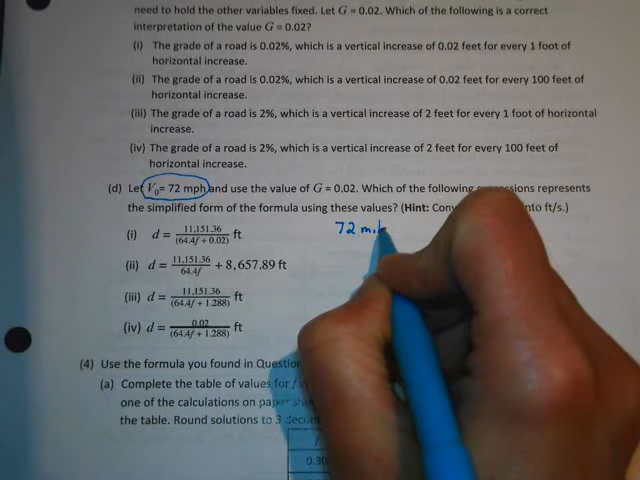 need to hold the other variables fixed. Let G = 0.02. Which of the following is a correct
interpretation of the value G = 0.02?
(i) The grade of a road is 0.02%, which is a vertical increase of 0.02 feet for every 1 foot of
horizontal increase.
(ii) The grade of a road is 0.02%, which is a vertical increase of 0.02 feet for every 100 feet of
horizontal increase.
(iii) The grade of a road is 2%, which is a vertical increase of 2 feet for every 1 foot of horizontal
increase.
(iv) The grade of a road is 2%, which is a vertical increase of 2 feet for every 100 feet of
horizontal increase.
(d) Let V₀ = 72 mph and use the value of G = 0.02. Which of the following represents
the simplified form of the formula using these values? (Hint: into ft/s.)
(i) d = 11,151.36 / (64.4f + 0.02) ft
72
(ii) d = 11,151.36 / 64.4f + 8,657.89 ft
(iii) d = 11,151.36 / (64.4f + 1.288) ft
(iv) d = 0.02 / (64.4f + 1.288) ft
(4) Use the formula you found in
(a) Complete the table of values for f
one of the calculations on paper
the table. Round solutions to 3
f
0.30